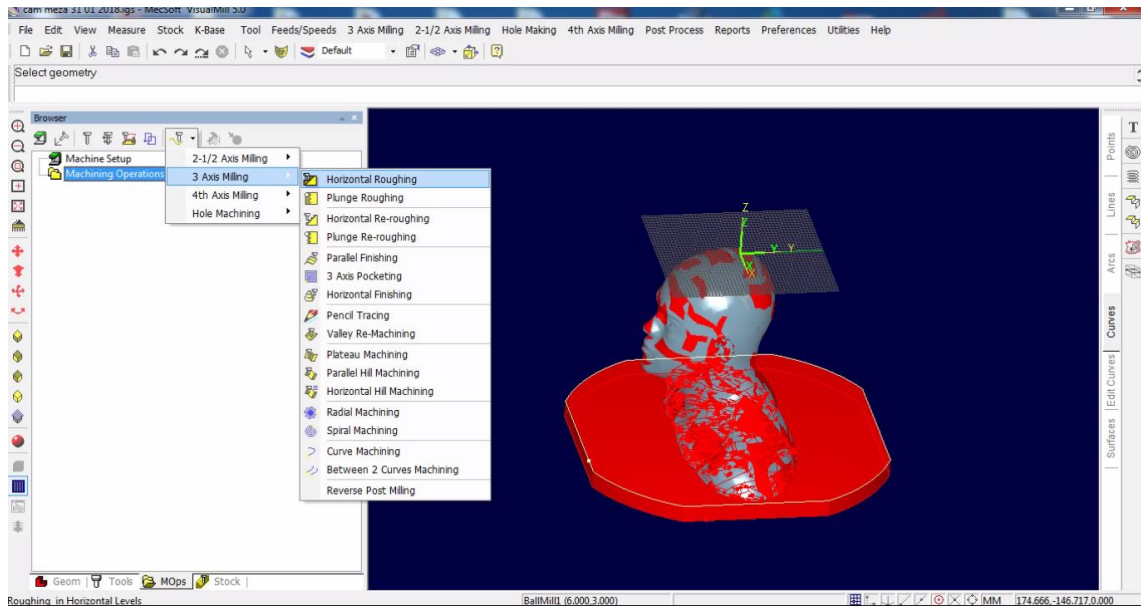 cam meza 31 01 2018.igs - MecSoft VisualMill 5.0
File Edit View Measure Stock K-Base Tool Feeds/Speeds 3 Axis Milling 2-1/2 Axis Milling Hole Making 4th Axis Milling Post Process Reports Preferences Utilities Help
Default
Select geometry
Browser
Machine Setup
Machining Operations
2-1/2 Axis Milling
3 Axis Milling
4th Axis Milling
Hole Machining
Horizontal Roughing
Plunge Roughing
Horizontal Re-roughing
Plunge Re-roughing
Parallel Finishing
3 Axis Pocketing
Horizontal Finishing
Pencil Tracing
Valley Re-Machining
Plateau Machining
Parallel Hill Machining
Horizontal Hill Machining
Radial Machining
Spiral Machining
Curve Machining
Between 2 Curves Machining
Reverse Post Milling
Z
Z
Y Y
X
X
T
Points
Lines
Arcs
Curves
Edit Curves
Surfaces
Geom Tools MOps Stock
Roughing in Horizontal Levels BallMill1 (6.000,3.000) MM 174.666,-146.717,0.000